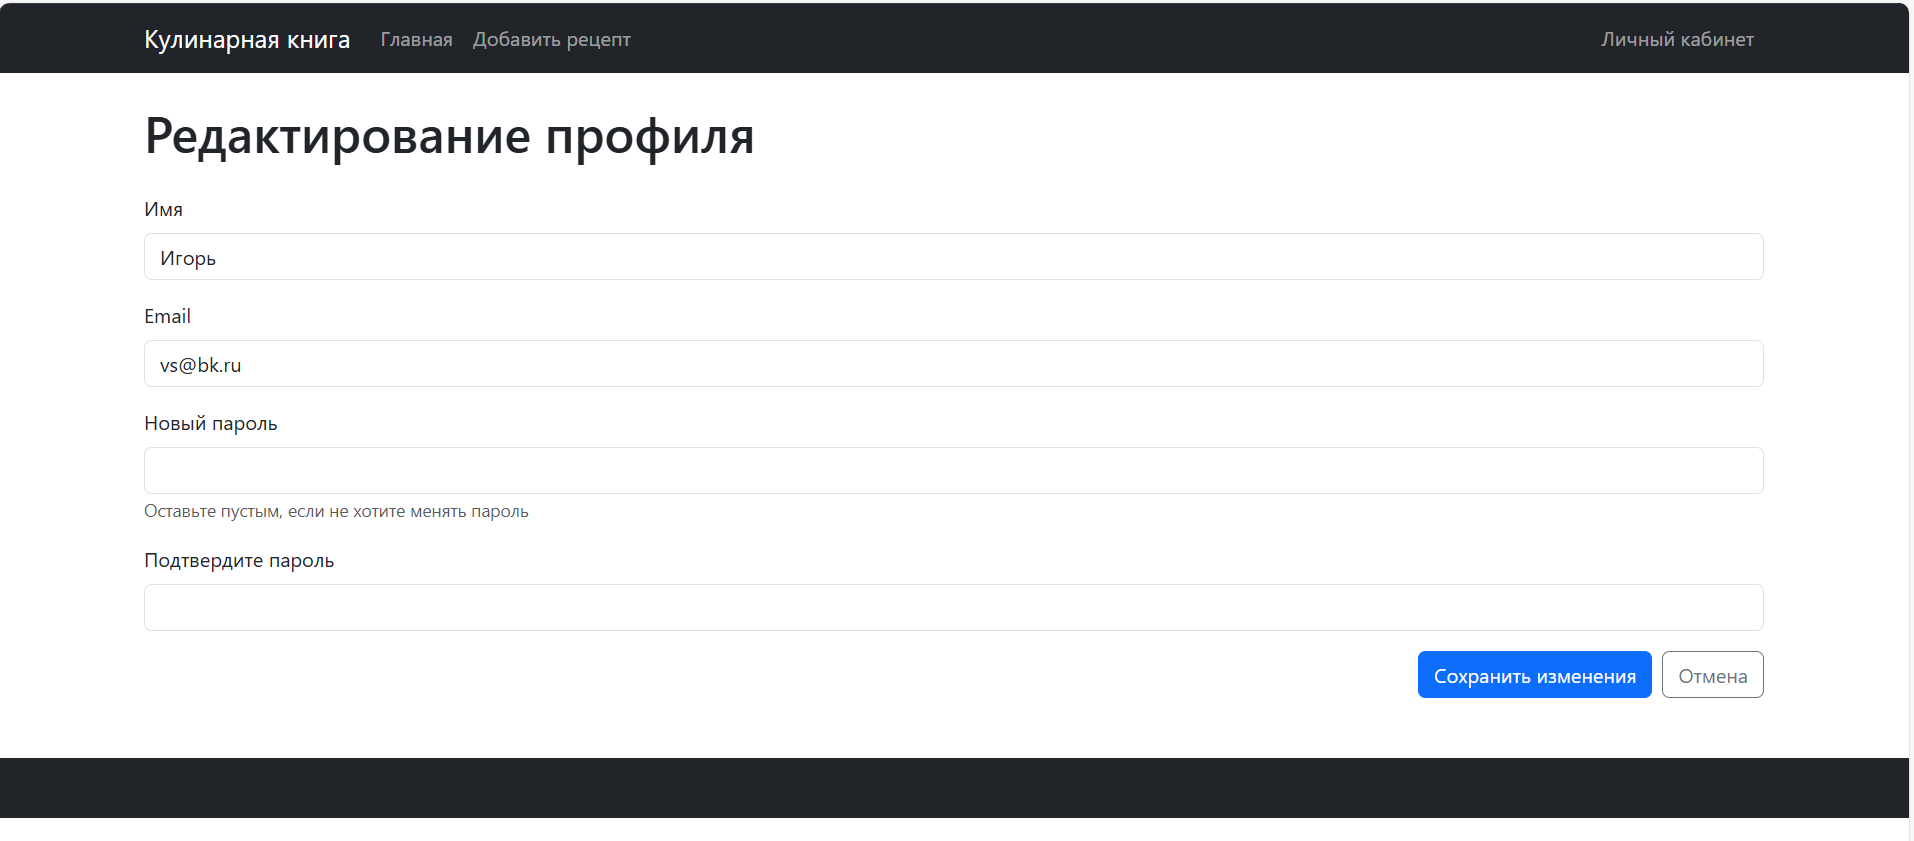 Кулинарная книга Главная Добавить рецепт Личный кабинет
Редактирование профиля
Имя
Игорь
Email
vs@bk.ru
Новый пароль
Оставьте пустым, если не хотите менять пароль
Подтвердите пароль
Сохранить изменения Отмена